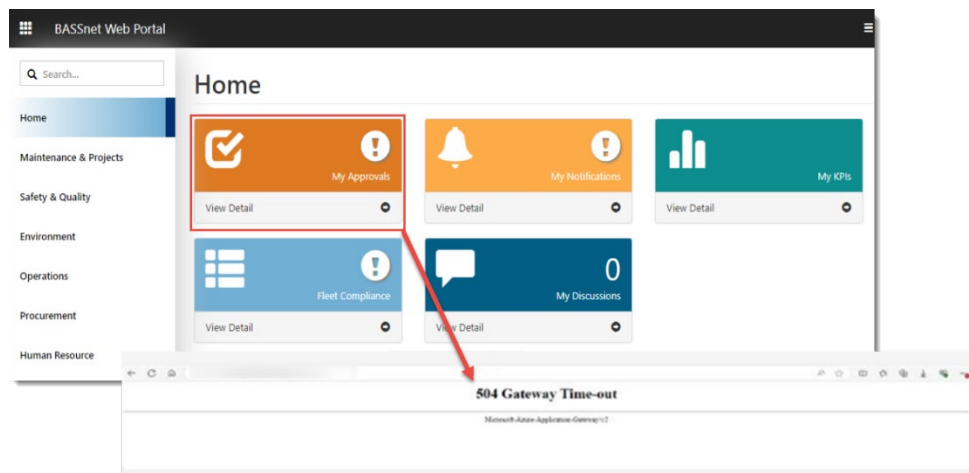 BASSnet Web Portal
Search...
Home
Home
Maintenance & Projects
Safety & Quality
Environment
Operations
Procurement
Human Resource
My Approvals
View Detail
My Notifications
View Detail
My KPIs
View Detail
Fleet Compliance
View Detail
0
My Discussions
View Detail
504 Gateway Time-out
Microsoft-Azure-Application-Gateway/v2